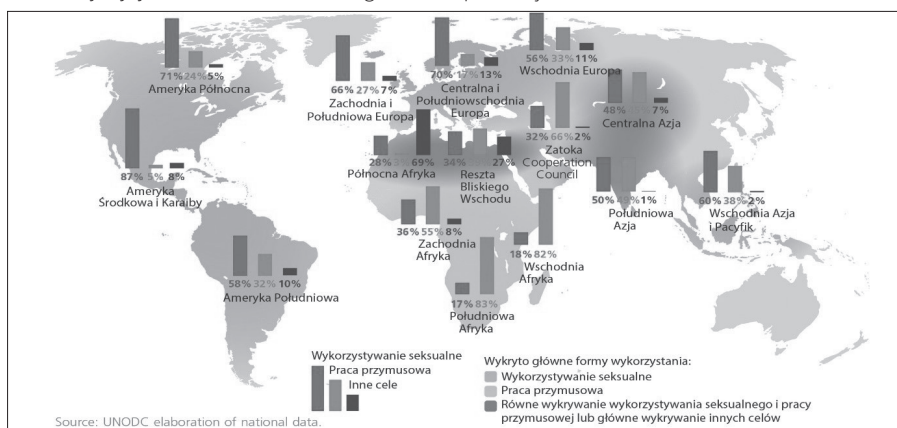 71% 24% 5%
Ameryka Północna
66% 27% 7%
Zachodnia i
Południowa Europa
70% 17% 13%
Centralna i
Południowschodnia
Europa
56% 33% 11%
Wschodnia Europa
48% 7%
Centralna Azja
32% 66% 2%
Zatoka
Cooperation
Council
87% 5% 8%
Ameryka
Środkowa i Karaiby
28% 69%
Północna Afryka
34% 27%
Reszta
Bliskiego
Wschodu
50% 49% 1%
Południowa
Azja
60% 38% 2%
Wschodnia Azja
i Pacyfik
36% 55% 8%
Zachodnia
Afryka
18% 82%
Wschodnia
Afryka
58% 32% 10%
Ameryka Południowa
17% 83%
Południowa
Afryka
Wykorzystywanie seksualne
Praca przymusowa
Inne cele
Wykryto główne formy wykorzystania:
Wykorzystywanie seksualne
Praca przymusowa
Równe wykrywanie wykorzystywania seksualnego i pracy
przymusowej lub główne wykrywanie innych celów
Source: UNODC elaboration of national data.